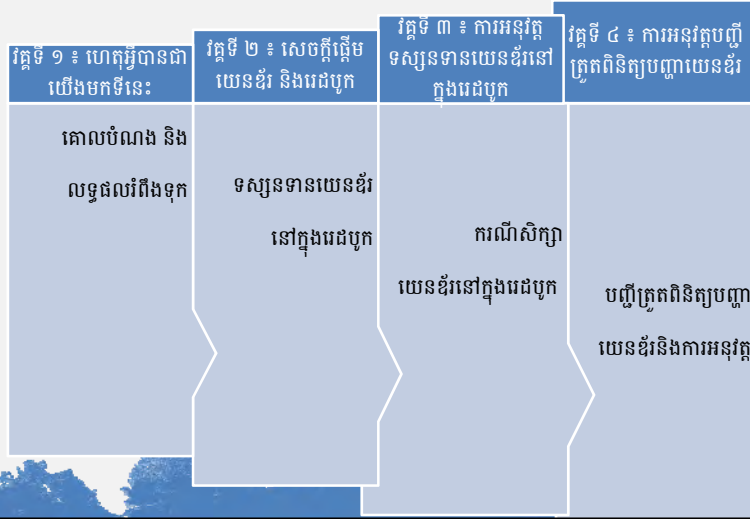 វគ្គទី ១ ៖ ហេតុអ្វីបានជា
យើងមកទីនេះ
គោលបំណង និង
លទ្ធផលរំពឹងទុក
វគ្គទី ២ ៖ សេចក្តីផ្តើម
យេនឌ័រ និងរេដបូក
ទស្សនទានយេនឌ័រ
នៅក្នុងរេដបូក
វគ្គទី ៣ ៖ ការអនុវត្ត
ទស្សនទានយេនឌ័រនៅ
ក្នុងរេដបូក
ករណីសិក្សា
យេនឌ័រនៅក្នុងរេដបូក
វគ្គទី ៤ ៖ ការអនុវត្តបញ្ជី
ត្រួតពិនិត្យបញ្ហាយេនឌ័រ
បញ្ជីត្រួតពិនិត្យបញ្ហា
យេនឌ័រនិងការអនុវត្ត